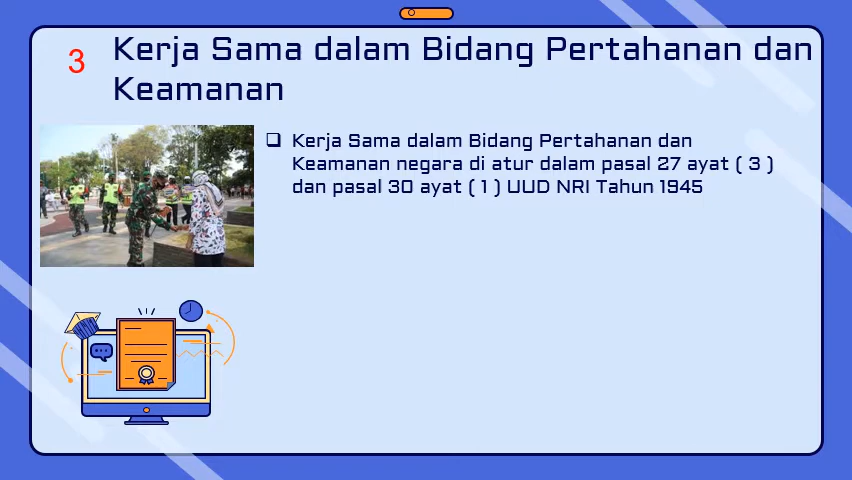 3
Kerja Sama dalam Bidang Pertahanan dan
Keamanan
Kerja Sama dalam Bidang Pertahanan dan
Keamanan negara di atur dalam pasal 27 ayat ( 3 )
dan pasal 30 ayat ( 1 ) UUD NRI Tahun 1945